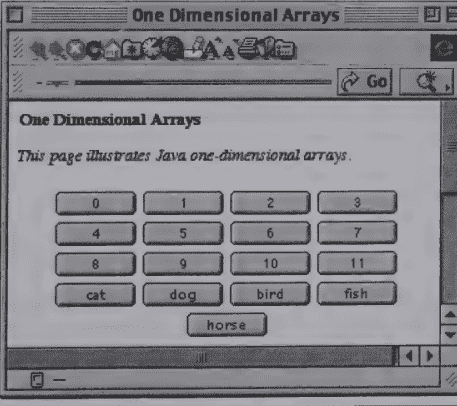 One Dimensional Arrays
Go
One Dimensional Arrays
This page illustrates Java one-dimensional arrays.
0 1 2 3
4 5 6 7
8 9 10 11
cat dog bird fish
horse